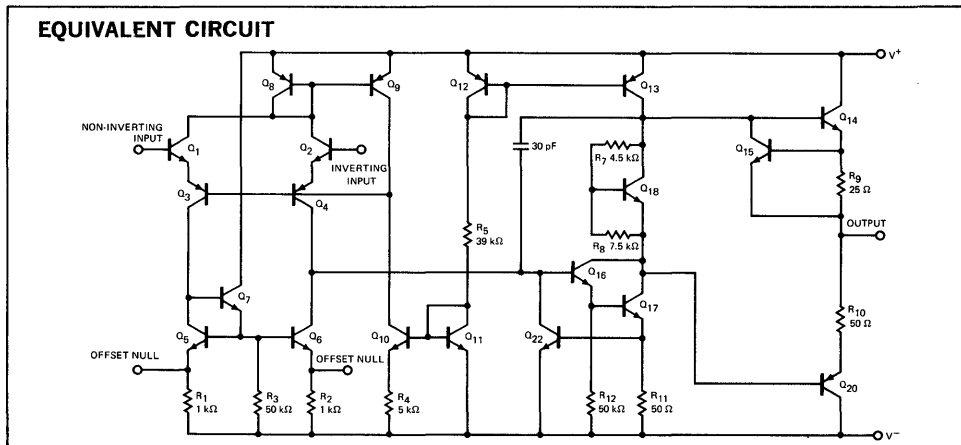 EQUIVALENT CIRCUIT
V+
Q8
Q9
Q12
Q13
Q14
NON-INVERTING
INPUT
Q1
Q2
INVERTING
INPUT
30 pF
R7 4.5 kΩ
Q15
Q18
R9
25 Ω
Q3
Q4
R5
39 kΩ
R8 7.5 kΩ
OUTPUT
Q16
Q7
Q17
R10
50 Ω
Q5
Q6
Q10
Q11
Q22
OFFSET NULL
OFFSET NULL
Q20
R1
1 kΩ
R3
50 kΩ
R2
1 kΩ
R4
5 kΩ
R12
50 kΩ
R11
50 Ω
V−